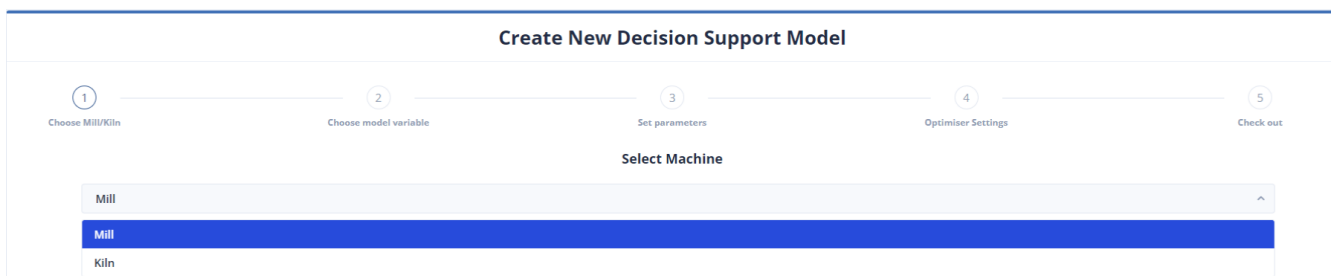 Create New Decision Support Model
1 2 3 4 5
Choose Mill/Kiln Choose model variable Set parameters Optimiser Settings Check out
Select Machine
Mill
Mill
Kiln